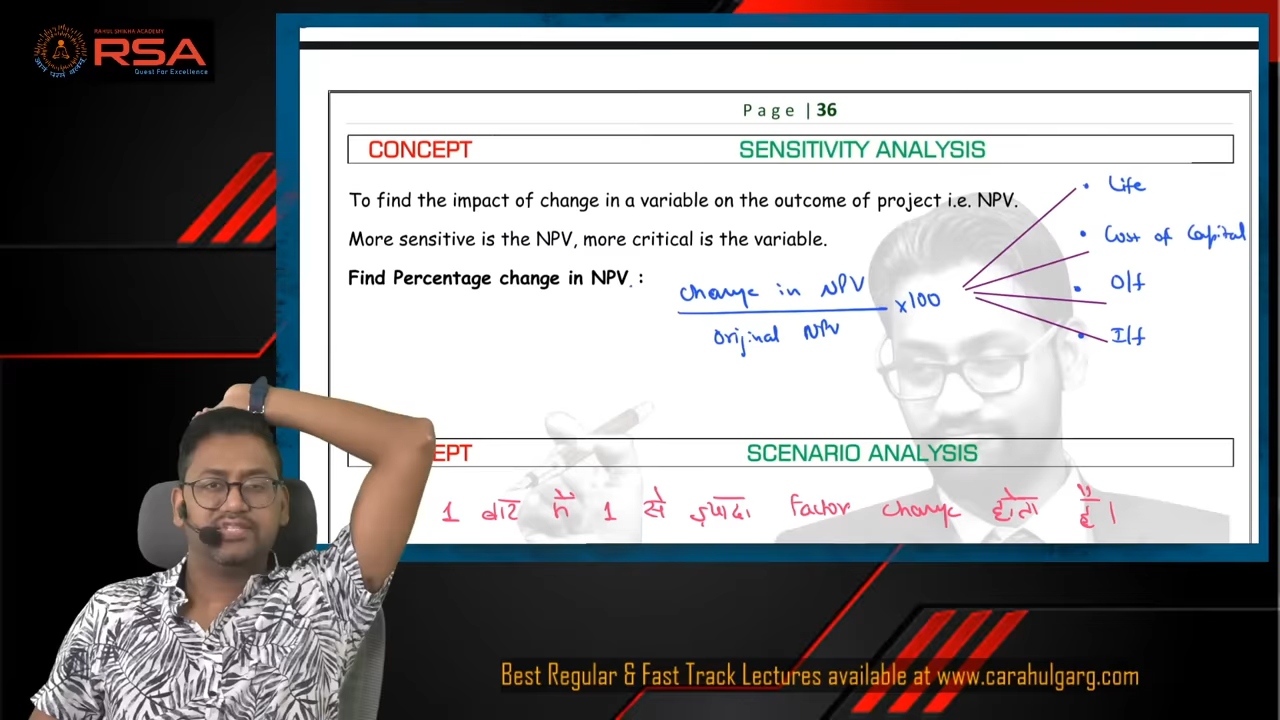 RAHUL SHIKHA ACADEMY
RSA
Quest For Excellence
Page | 36
CONCEPT SENSITIVITY ANALYSIS
To find the impact of change in a variable on the outcome of project i.e. NPV.
More sensitive is the NPV, more critical is the variable.
Find Percentage change in NPV. :
change in NPV
original NPV
x100
• Life
• Cost of Capital
• O/f
• I/f
EPT SCENARIO ANALYSIS
1 बार में 1 से ज़्यादा factor change होता है।
Best Regular & Fast Track Lectures available at www.carahulgarg.com